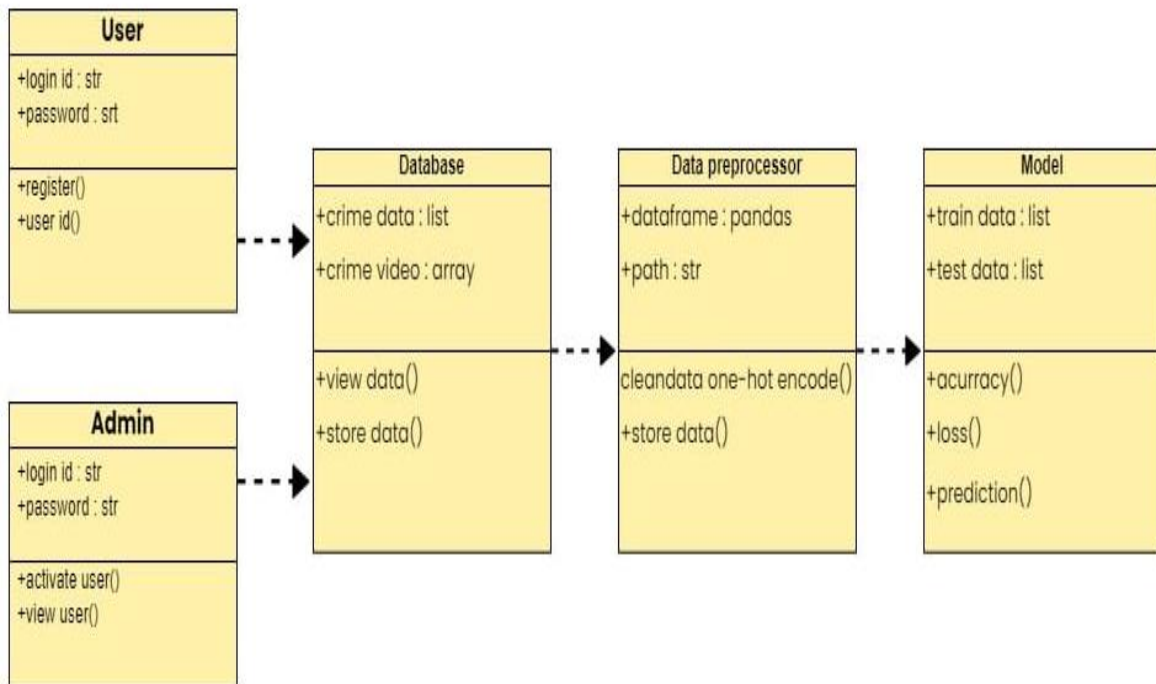 User
+login id : str
+password : srt
+register()
+user id()
Admin
+login id : str
+password : str
+activate user()
+view user()
Database
+crime data : list
+crime video : array
+view data()
+store data()
Data preprocessor
+dataframe : pandas
+path : str
cleandata one-hot encode()
+store data()
Model
+train data : list
+test data : list
+acurracy()
+loss()
+prediction()